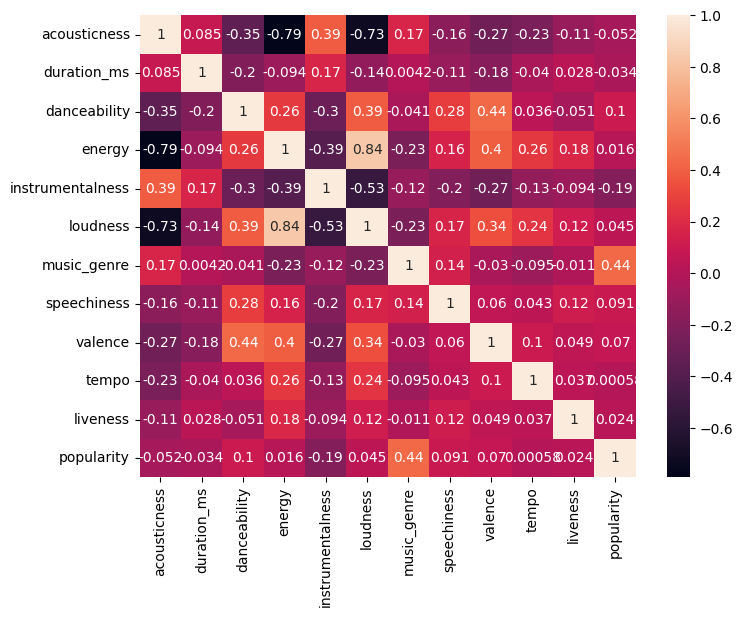 acousticness 1 0.085 -0.35 -0.79 0.39 -0.73 0.17 -0.16 -0.27 -0.23 -0.11 -0.052
duration_ms 0.085 1 -0.2 -0.094 0.17 -0.14 0.0042 -0.11 -0.18 -0.04 0.028 -0.034
danceability -0.35 -0.2 1 0.26 -0.3 0.39 -0.041 0.28 0.44 0.036 -0.051 0.1
energy -0.79 -0.094 0.26 1 -0.39 0.84 -0.23 0.16 0.4 0.26 0.18 0.016
instrumentalness 0.39 0.17 -0.3 -0.39 1 -0.53 -0.12 -0.2 -0.27 -0.13 -0.094 -0.19
loudness -0.73 -0.14 0.39 0.84 -0.53 1 -0.23 0.17 0.34 0.24 0.12 0.045
music_genre 0.17 0.0042 -0.041 -0.23 -0.12 -0.23 1 0.14 -0.03 -0.095 -0.011 0.44
speechiness -0.16 -0.11 0.28 0.16 -0.2 0.17 0.14 1 0.06 0.043 0.12 0.091
valence -0.27 -0.18 0.44 0.4 -0.27 0.34 -0.03 0.06 1 0.1 0.049 0.07
tempo -0.23 -0.04 0.036 0.26 -0.13 0.24 -0.095 0.043 0.1 1 0.037 0.00058
liveness -0.11 0.028 -0.051 0.18 -0.094 0.12 -0.011 0.12 0.049 0.037 1 0.024
popularity -0.052 -0.034 0.1 0.016 -0.19 0.045 0.44 0.091 0.07 0.00058 0.024 1
acousticness
duration_ms
danceability
energy
instrumentalness
loudness
music_genre
speechiness
valence
tempo
liveness
popularity
1.0
0.8
0.6
0.4
0.2
0.0
−0.2
−0.4
−0.6